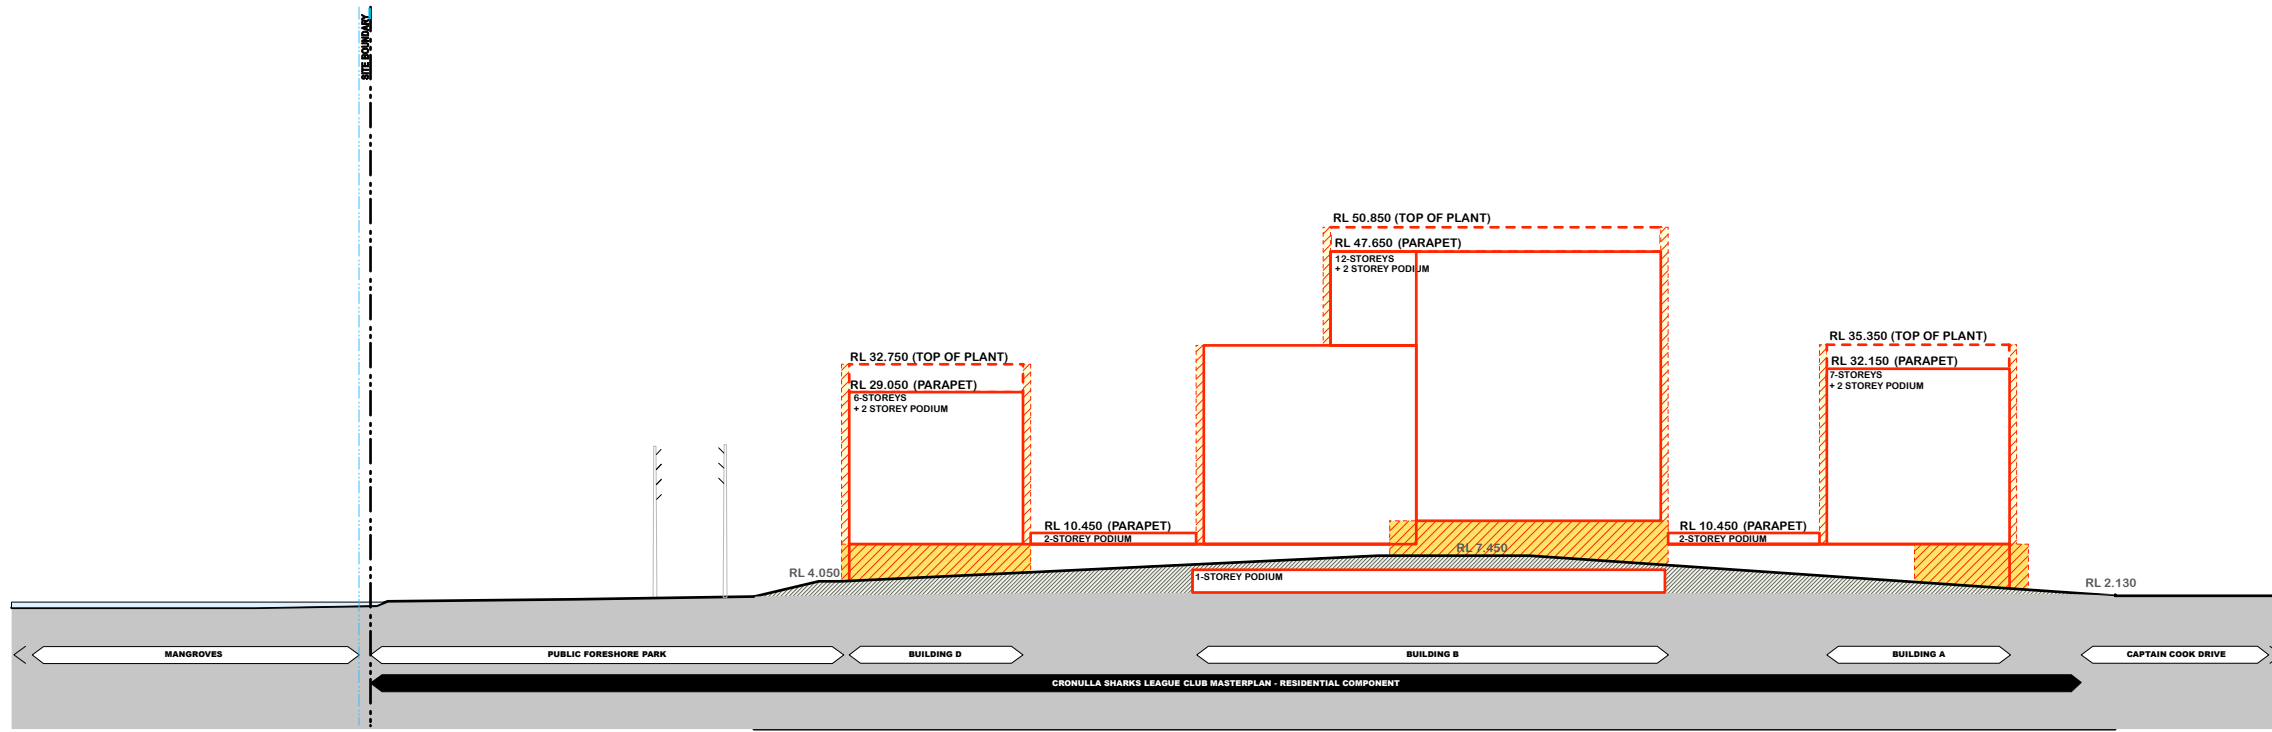 SITE BOUNDARY
RL 50.850 (TOP OF PLANT)
RL 47.650 (PARAPET)
12-STOREYS
+ 2 STOREY PODIUM
RL 32.750 (TOP OF PLANT)
RL 29.050 (PARAPET)
6-STOREYS
+ 2 STOREY PODIUM
RL 35.350 (TOP OF PLANT)
RL 32.150 (PARAPET)
7-STOREYS
+ 2 STOREY PODIUM
RL 10.450 (PARAPET)
2-STOREY PODIUM
RL 10.450 (PARAPET)
2-STOREY PODIUM
RL 7.450
RL 4.050
1-STOREY PODIUM
RL 2.130
MANGROVES
PUBLIC FORESHORE PARK
BUILDING D
BUILDING B
BUILDING A
CAPTAIN COOK DRIVE
CRONULLA SHARKS LEAGUE CLUB MASTERPLAN - RESIDENTIAL COMPONENT